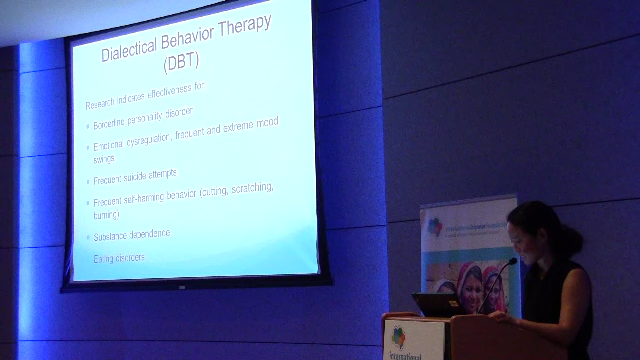 Dialectical Behavior Therapy
(DBT)
Research indicates effectiveness for:
Borderline personality disorder
Emotional dysregulation, frequent and extreme mood
swings
Frequent suicide attempts
Frequent self-harming behavior (cutting, scratching,
burning)
Substance dependence
Eating disorders
international